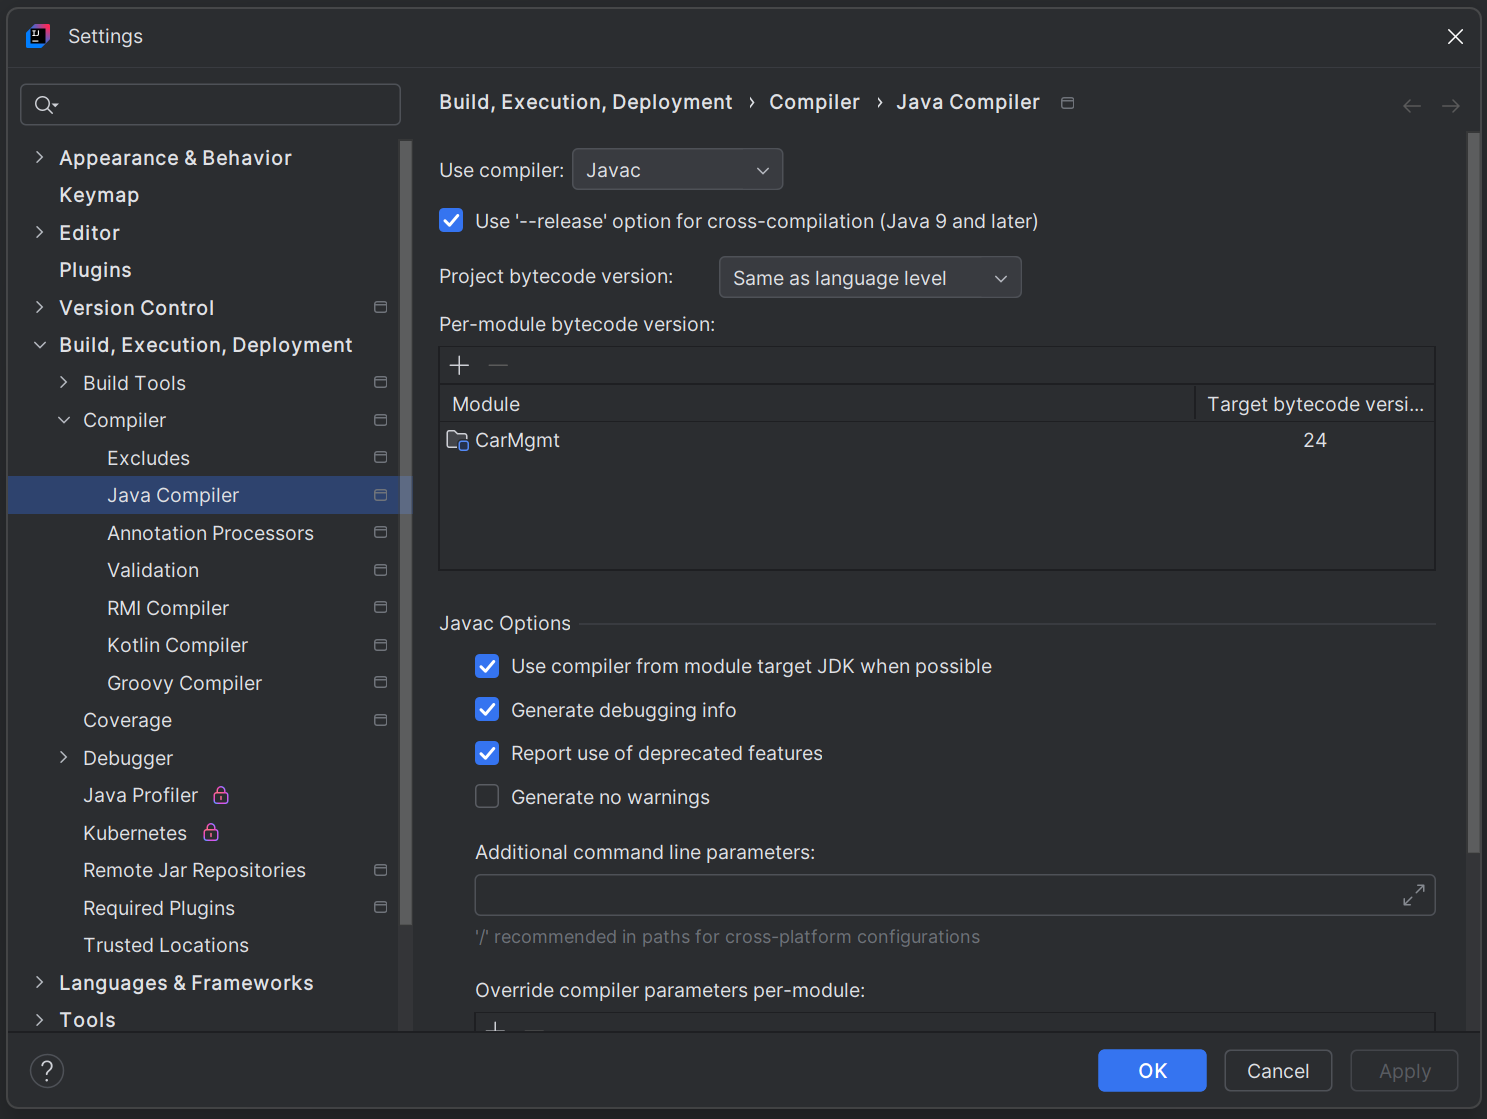 Settings
Appearance & Behavior
Keymap
Editor
Plugins
Version Control
Build, Execution, Deployment
Build Tools
Compiler
Excludes
Java Compiler
Annotation Processors
Validation
RMI Compiler
Kotlin Compiler
Groovy Compiler
Coverage
Debugger
Java Profiler
Kubernetes
Remote Jar Repositories
Required Plugins
Trusted Locations
Languages & Frameworks
Tools
Build, Execution, Deployment › Compiler › Java Compiler
Use compiler: Javac
Use '--release' option for cross-compilation (Java 9 and later)
Project bytecode version: Same as language level
Per-module bytecode version:
Module Target bytecode versi...
CarMgmt 24
Javac Options
Use compiler from module target JDK when possible
Generate debugging info
Report use of deprecated features
Generate no warnings
Additional command line parameters:
'/' recommended in paths for cross-platform configurations
Override compiler parameters per-module:
? OK Cancel Apply